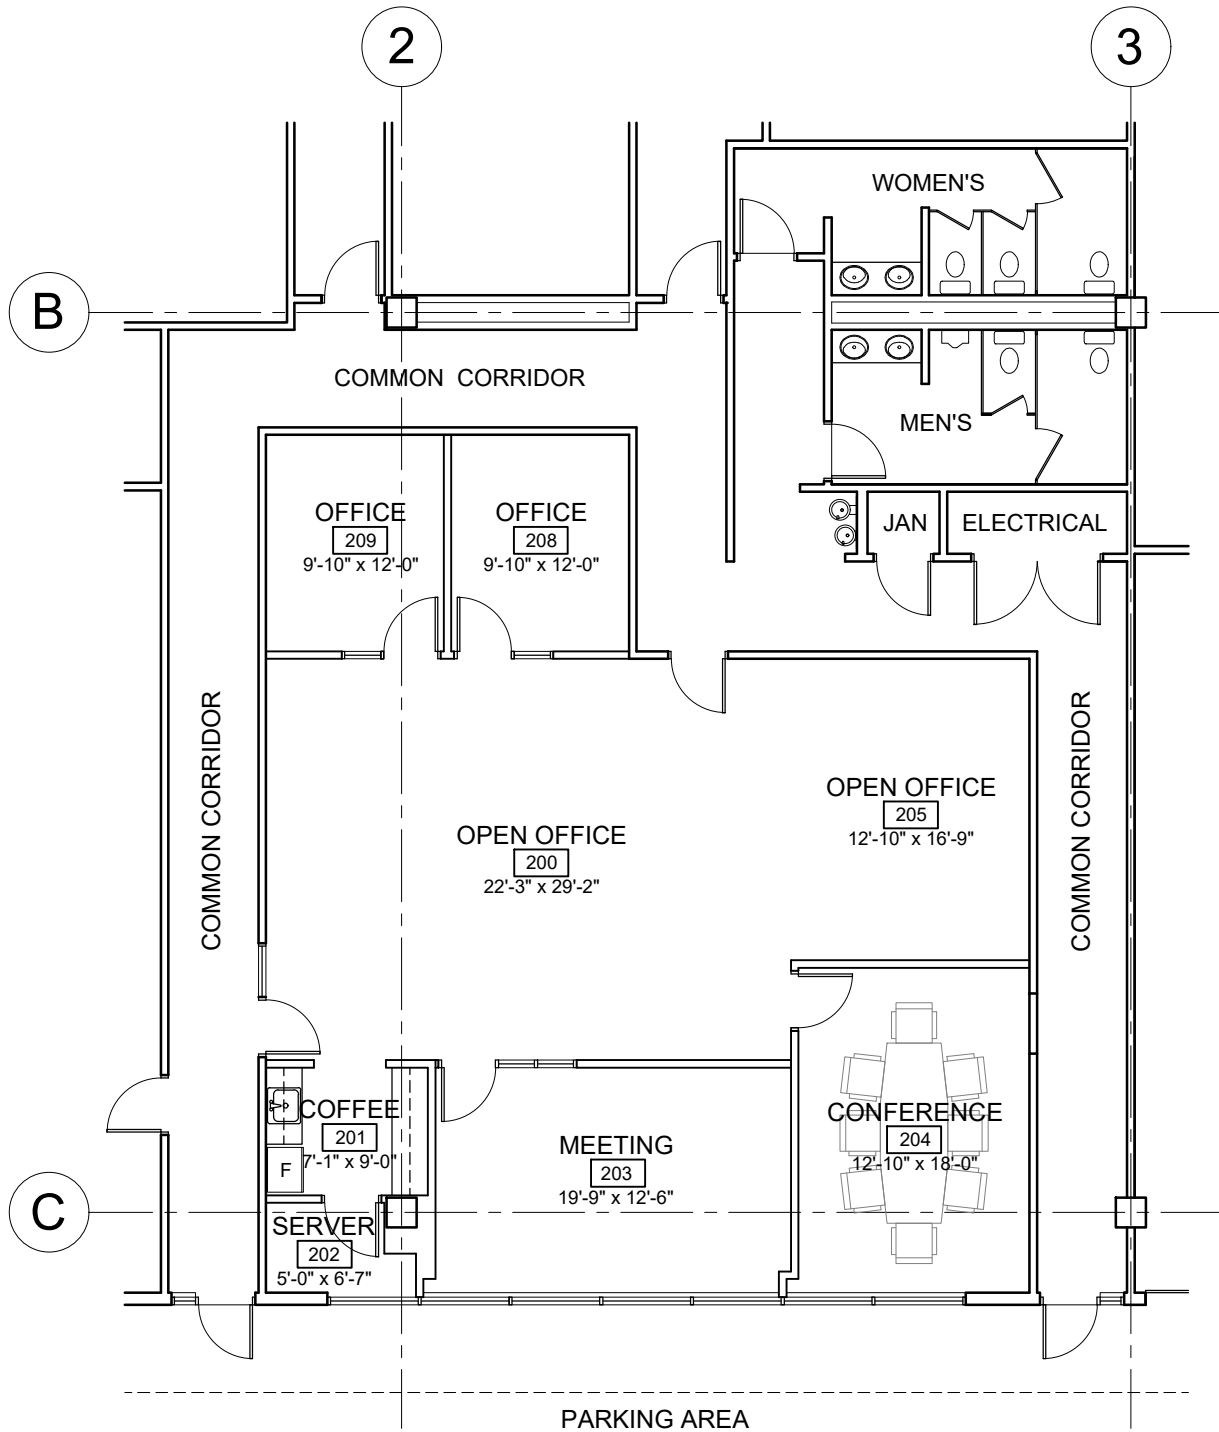 2
3
WOMEN'S
B
COMMON CORRIDOR
MEN'S
OFFICE
209
9'-10" x 12'-0"
OFFICE
208
9'-10" x 12'-0"
JAN
ELECTRICAL
COMMON CORRIDOR
OPEN OFFICE
200
22'-3" x 29'-2"
OPEN OFFICE
205
12'-10" x 16'-9"
COMMON CORRIDOR
COFFEE
201
7'-1" x 9'-0"
F
MEETING
203
19'-9" x 12'-6"
CONFERENCE
204
12'-10" x 18'-0"
C
SERVER
202
5'-0" x 6'-7"
PARKING AREA